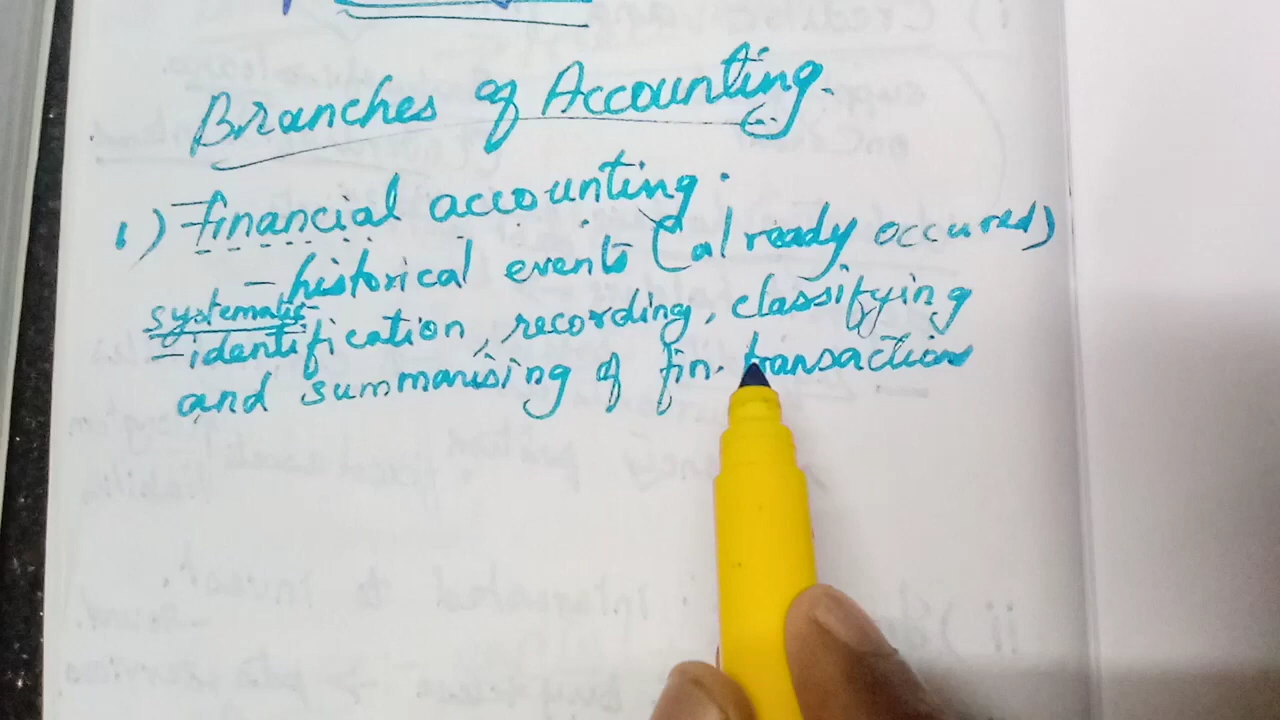 Branches of Accounting.
1) Financial accounting.
- historical events (already occured)
systematic
- identification, recording, classifying
and summarising of fin. transaction